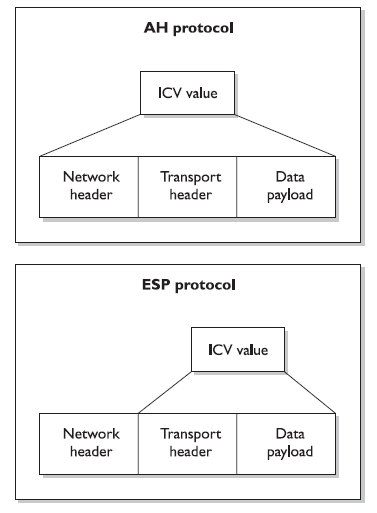 AH protocol
ICV value
Network header
Transport header
Data payload
ESP protocol
ICV value
Network header
Transport header
Data payload